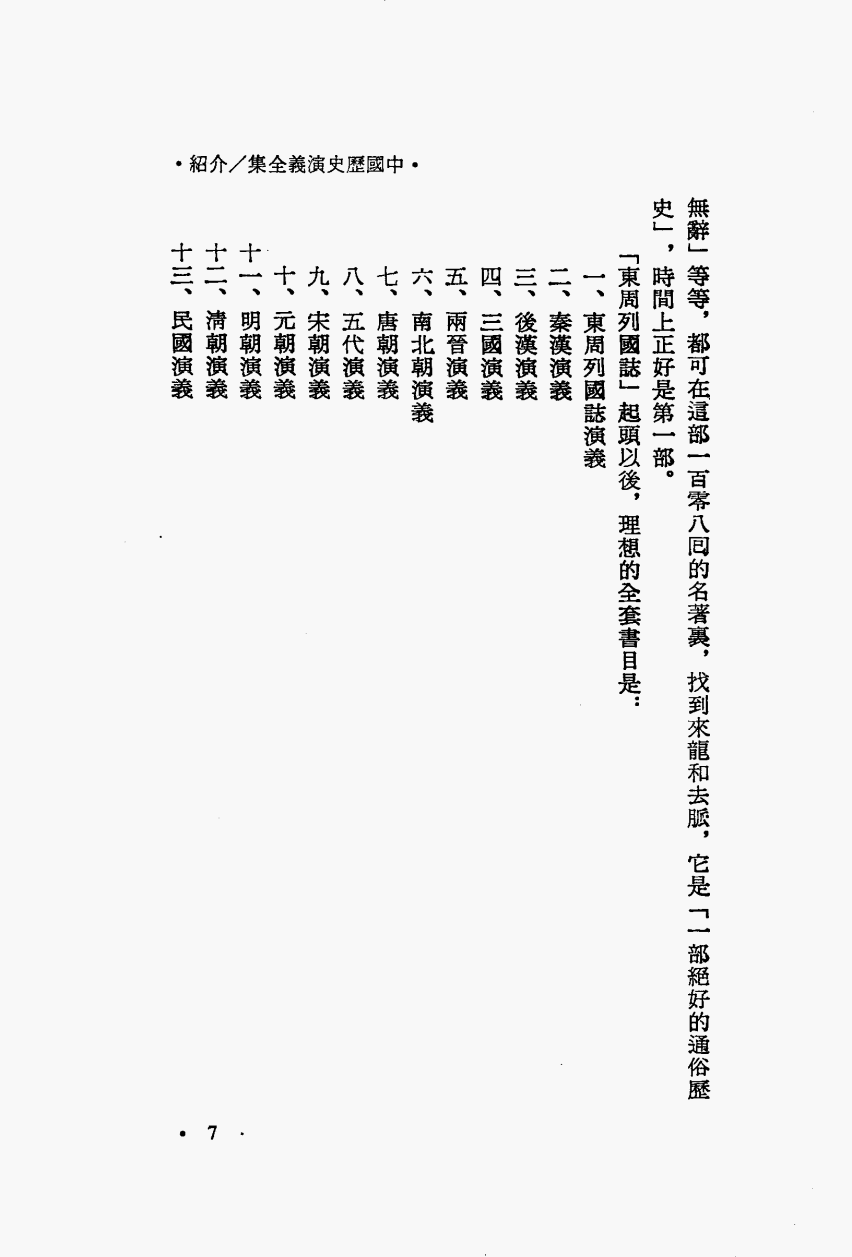 •中國歷史演義全集／介紹•
無辭」等等，都可在這部一百零八囘的名著裏，找到來龍和去脈，它是「一部絕好的通俗歷
史」，時間上正好是第一部。
「東周列國誌」起頭以後，理想的全套書目是：
一、東周列國誌演義
二、秦漢演義
三、後漢演義
四、三國演義
五、兩晉演義
六、南北朝演義
七、唐朝演義
八、五代演義
九、宋朝演義
十、元朝演義
十一、明朝演義
十二、清朝演義
十三、民國演義
• 7 •